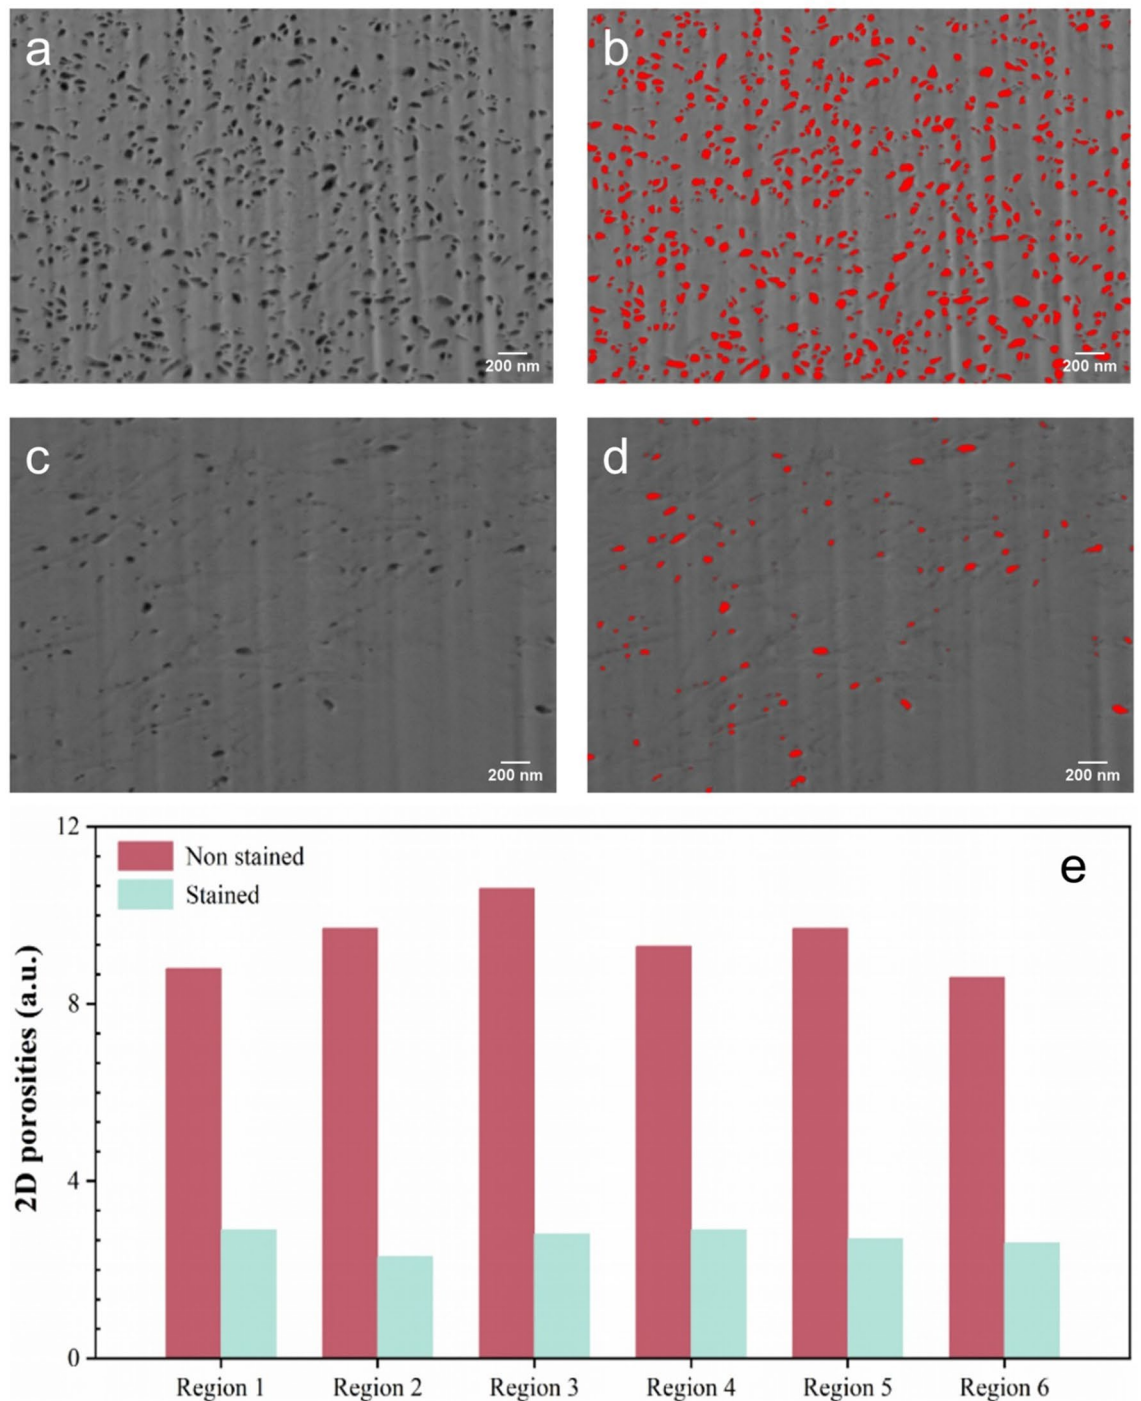 a
b
200 nm
200 nm
c
d
200 nm
200 nm
e
12
8
4
0
2D porosities (a.u.)
Non stained
Stained
Region 1
Region 2
Region 3
Region 4
Region 5
Region 6